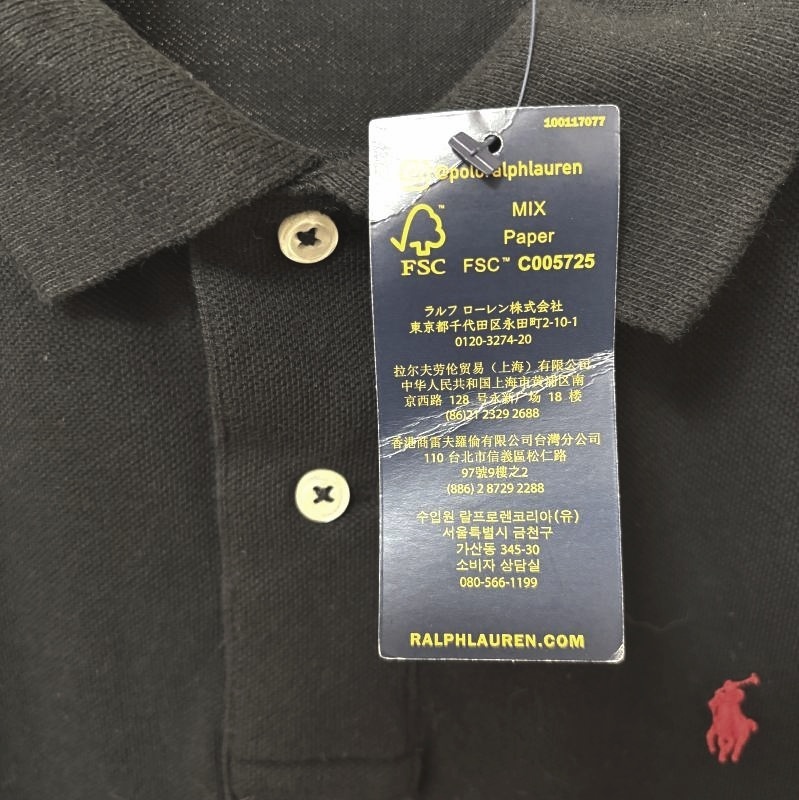 100117077
@poloralphlauren
MIX
Paper
FSC™ C005725
FSC
ラルフ ローレン株式会社
東京都千代田区永田町2-10-1
0120-3274-20
拉尔夫劳伦贸易（上海）有限公司
中华人民共和国上海市黄浦区南
京西路 128 号永新广场 18 楼
(86)21 2329 2688
香港商雷夫羅倫有限公司台灣分公司
110 台北市信義區松仁路
97號9樓之2
(886) 2 8729 2288
수입원 랄프로렌코리아(유)
서울특별시 금천구
가산동 345-30
소비자 상담실
080-566-1199
RALPHLAUREN.COM